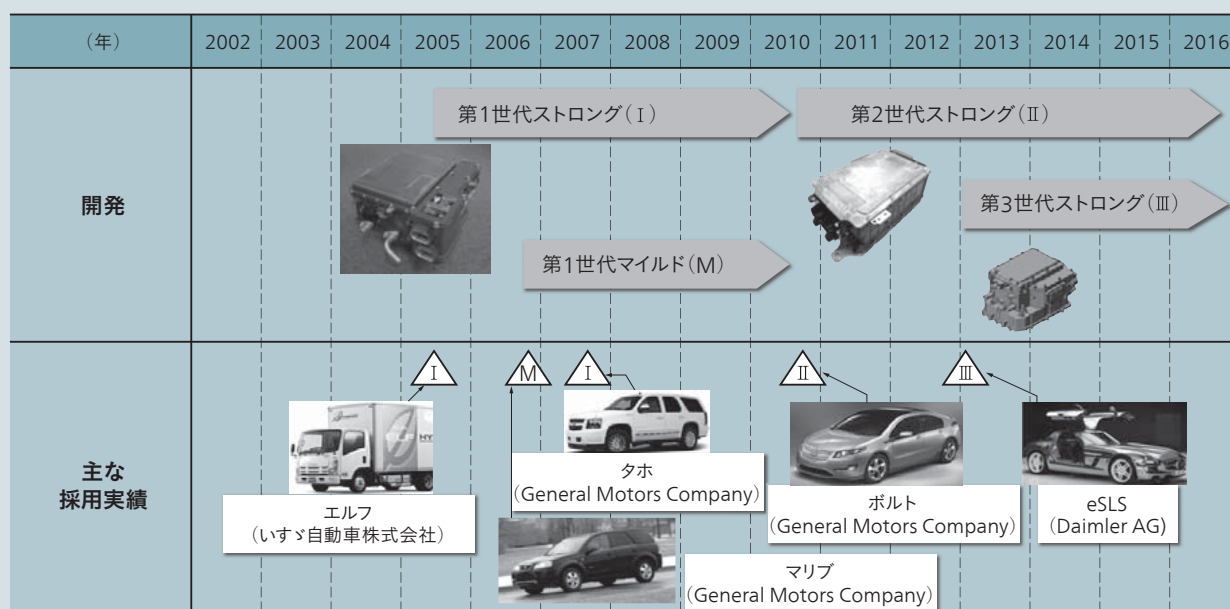 (年) 2002 2003 2004 2005 2006 2007 2008 2009 2010 2011 2012 2013 2014 2015 2016
開発
第1世代ストロング(Ⅰ)
第2世代ストロング(Ⅱ)
第3世代ストロング(Ⅲ)
第1世代マイルド(M)
主な
採用実績
Ⅰ M Ⅰ Ⅱ Ⅲ
エルフ
(いすゞ自動車株式会社)
タホ
(General Motors Company)
マリブ
(General Motors Company)
ボルト
(General Motors Company)
eSLS
(Daimler AG)